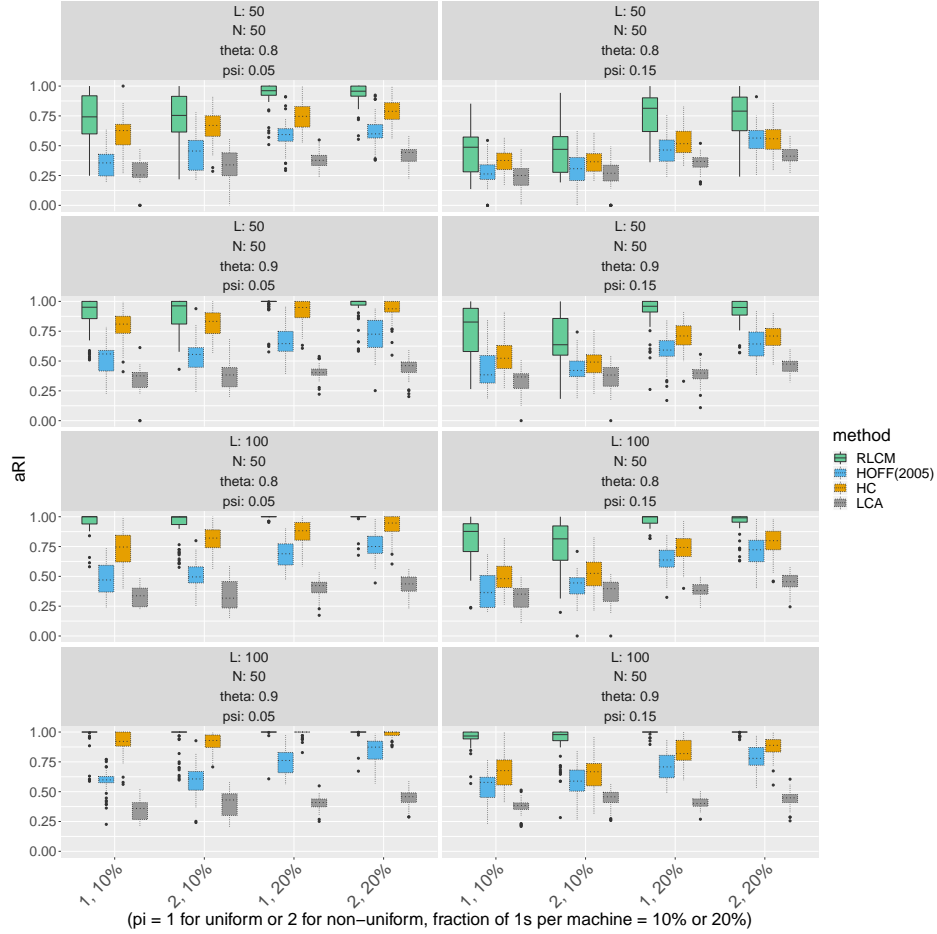 L: 50
N: 50
theta: 0.8
psi: 0.05
L: 50
N: 50
theta: 0.8
psi: 0.15
1.00
0.75
0.50
0.25
0.00
L: 50
N: 50
theta: 0.9
psi: 0.05
L: 50
N: 50
theta: 0.9
psi: 0.15
1.00
0.75
0.50
0.25
0.00
L: 100
N: 50
theta: 0.8
psi: 0.05
L: 100
N: 50
theta: 0.8
psi: 0.15
1.00
0.75
0.50
0.25
0.00
L: 100
N: 50
theta: 0.9
psi: 0.05
L: 100
N: 50
theta: 0.9
psi: 0.15
1.00
0.75
0.50
0.25
0.00
aRI
1, 10%
2, 10%
1, 20%
2, 20%
1, 10%
2, 10%
1, 20%
2, 20%
(pi = 1 for uniform or 2 for non−uniform, fraction of 1s per machine = 10% or 20%)
method
RLCM
HOFF(2005)
HC
LCA